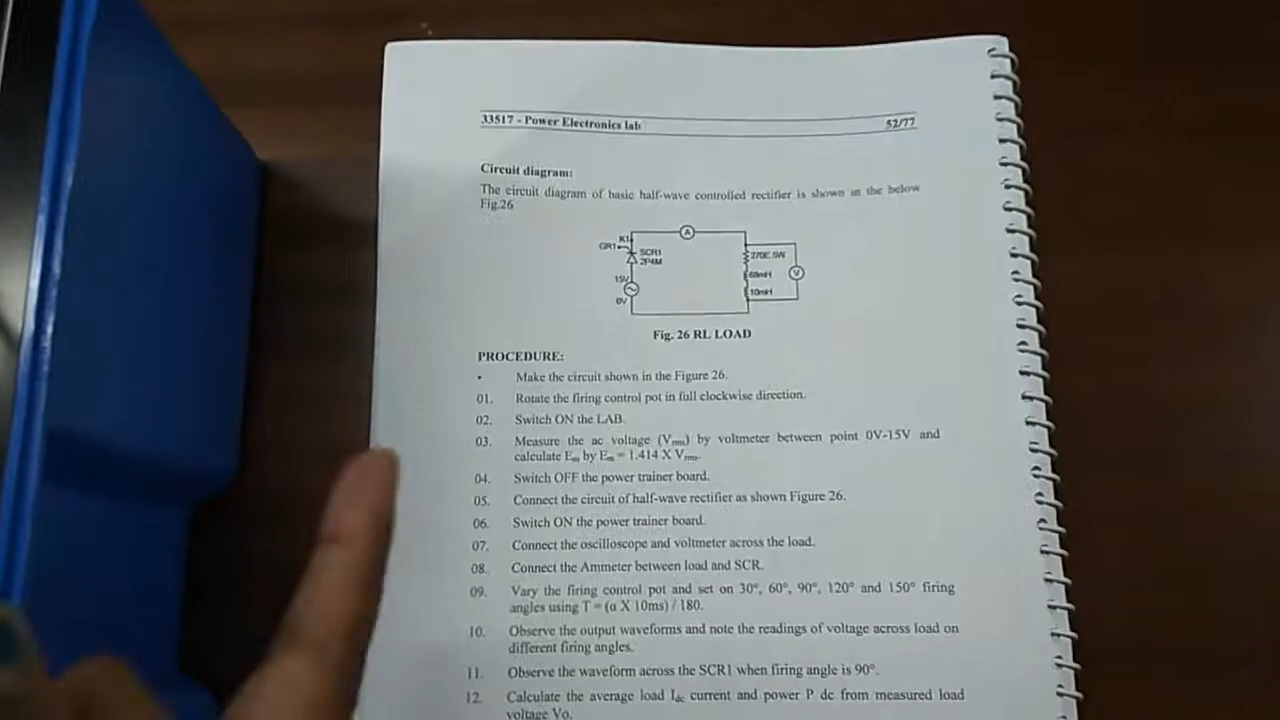 33517 - Power Electronics lab 52/77
Circuit diagram:
The circuit diagram of basic half-wave controlled rectifier is shown in the below
Fig.26
A
K1
GR1
SCR1
2P4M
270E 5W
15V
68mH
V
10mH
0V
Fig. 26 RL LOAD
PROCEDURE:
• Make the circuit shown in the Figure 26.
01. Rotate the firing control pot in full clockwise direction.
02. Switch ON the LAB.
03. Measure the ac voltage (Vrms) by voltmeter between point 0V-15V and
calculate Em by Em = 1.414 X Vrms.
04. Switch OFF the power trainer board.
05. Connect the circuit of half-wave rectifier as shown Figure 26.
06. Switch ON the power trainer board.
07. Connect the oscilloscope and voltmeter across the load.
08. Connect the Ammeter between load and SCR.
09. Vary the firing control pot and set on 30°, 60°, 90°, 120° and 150° firing
angles using T = (α X 10ms) / 180.
10. Observe the output waveforms and note the readings of voltage across load on
different firing angles.
11. Observe the waveform across the SCR1 when firing angle is 90°.
12. Calculate the average load Idc current and power P dc from measured load
voltage Vo.